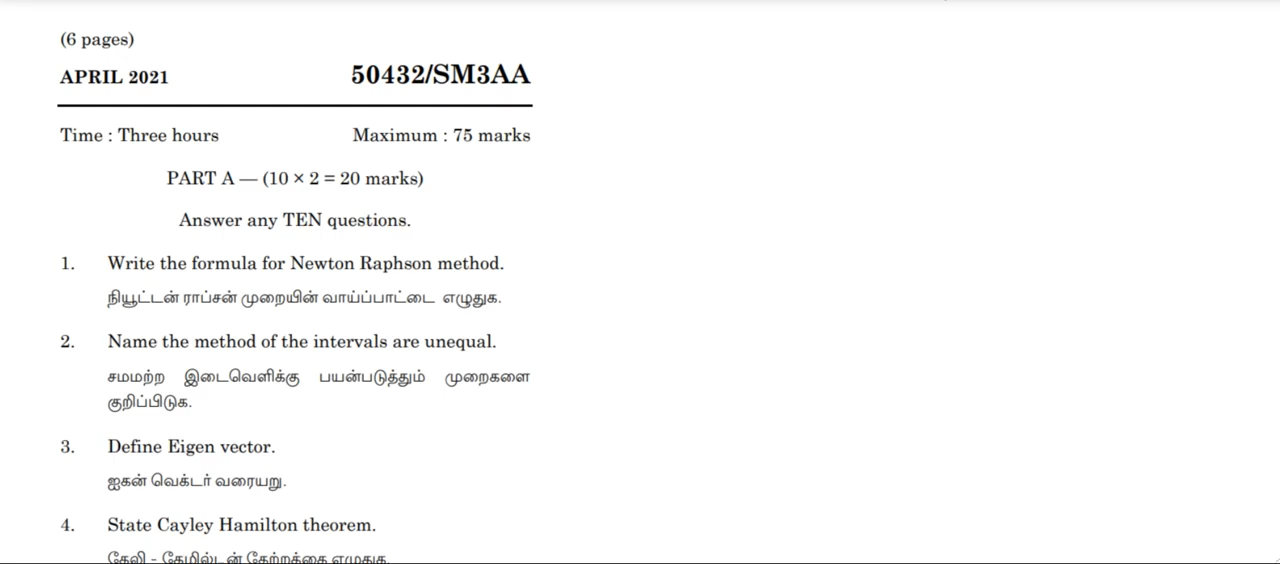 (6 pages)
APRIL 2021 50432/SM3AA
Time : Three hours Maximum : 75 marks
PART A — (10 × 2 = 20 marks)
Answer any TEN questions.
1. Write the formula for Newton Raphson method.
நியூட்டன் ராப்சன் முறையின் வாய்ப்பாட்டை எழுதுக.
2. Name the method of the intervals are unequal.
சமமற்ற இடைவெளிக்கு பயன்படுத்தும் முறைகளை
குறிப்பிடுக.
3. Define Eigen vector.
ஐகன் வெக்டர் வரையறு.
4. State Cayley Hamilton theorem.
கேலி - கேமில்டன் தேற்றத்தை எழுதுக.